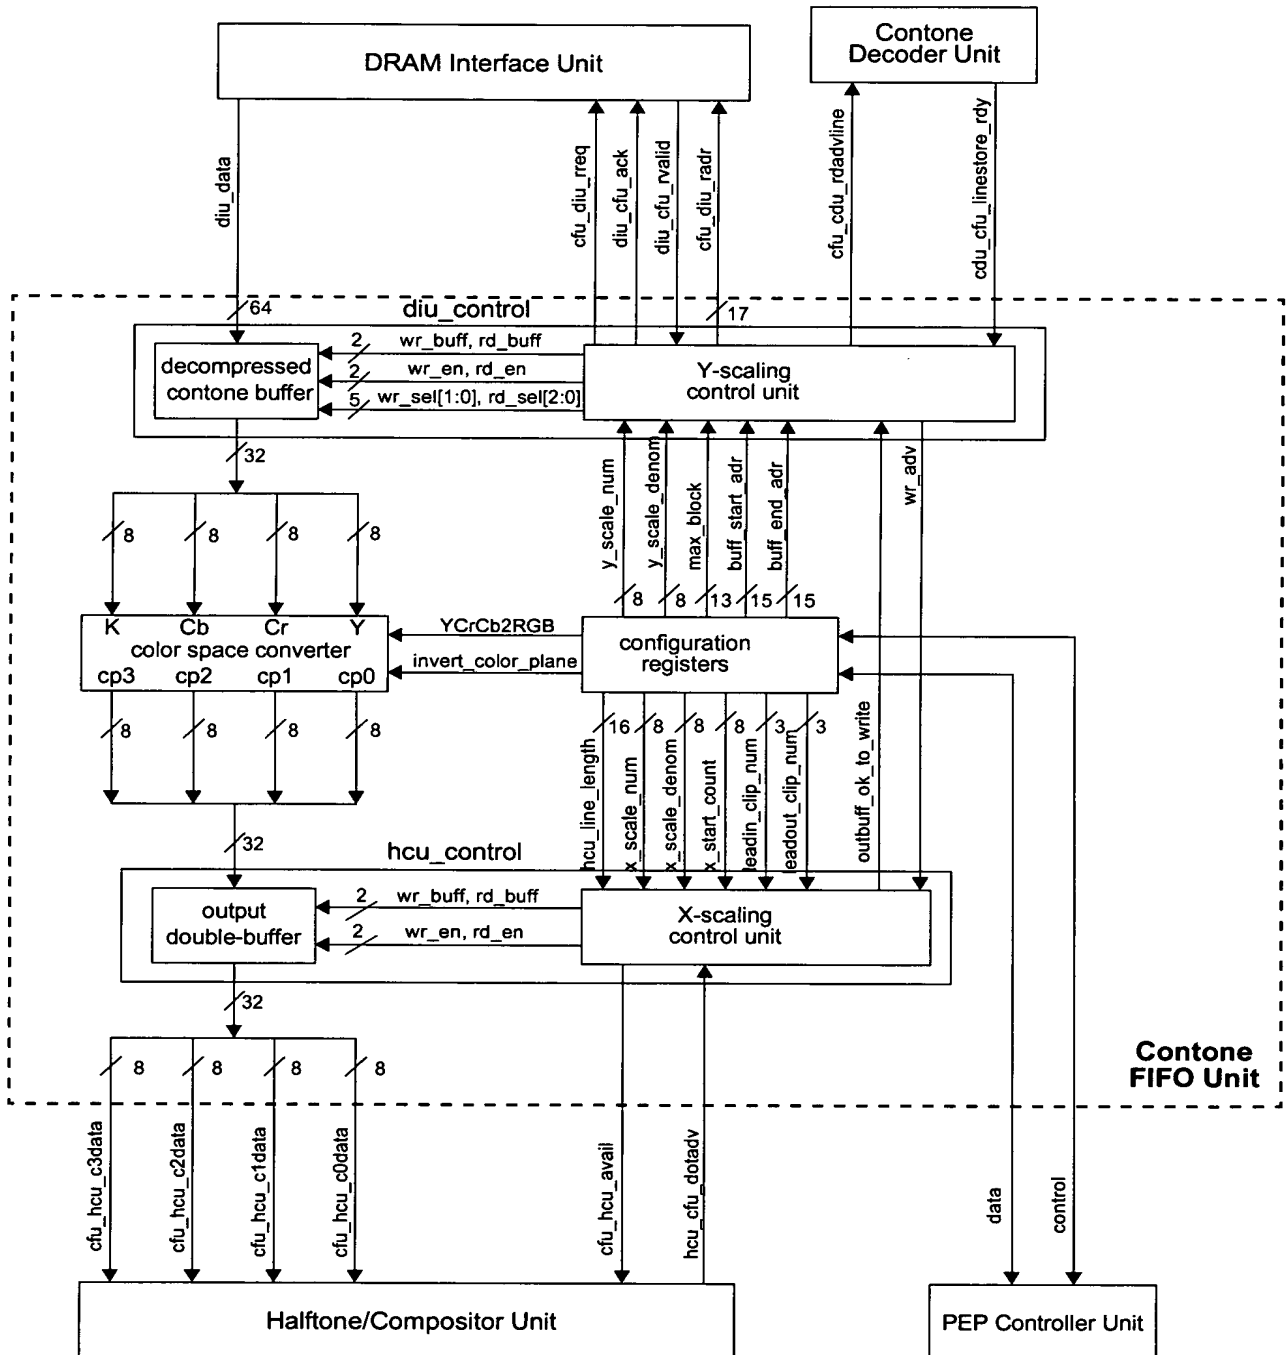 DRAM Interface Unit
Contone
Decoder Unit
diu_data
cfu_diu_rreq
diu_cfu_ack
diu_cfu_rvalid
cfu_diu_radr
cfu_cdu_rdadvline
cdu_cfu_linestore_rdy
64
diu_control
17
decompressed
contone buffer
2
wr_buff, rd_buff
2
wr_en, rd_en
5
wr_sel[1:0], rd_sel[2:0]
Y-scaling
control unit
32
8
8
8
8
y_scale_num
y_scale_denom
max_block
buff_start_adr
buff_end_adr
wr_adv
8
8
13
15
15
K
Cb
Cr
Y
color space converter
cp3
cp2
cp1
cp0
YCrCb2RGB
invert_color_plane
configuration
registers
8
8
8
8
16
8
8
8
3
3
hcu_line_length
x_scale_num
x_scale_denom
x_start_count
leadin_clip_num
leadout_clip_num
outbuff_ok_to_write
32
hcu_control
output
double-buffer
2
wr_buff, rd_buff
2
wr_en, rd_en
X-scaling
control unit
32
8
8
8
8
Contone
FIFO Unit
cfu_hcu_c3data
cfu_hcu_c2data
cfu_hcu_c1data
cfu_hcu_c0data
cfu_hcu_avail
hcu_cfu_dotadv
data
control
Halftone/Compositor Unit
PEP Controller Unit